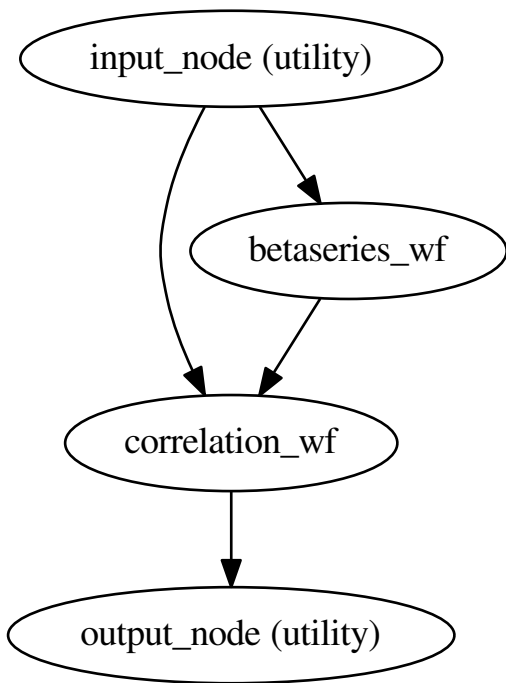 input_node (utility)
betaseries_wf
correlation_wf
output_node (utility)